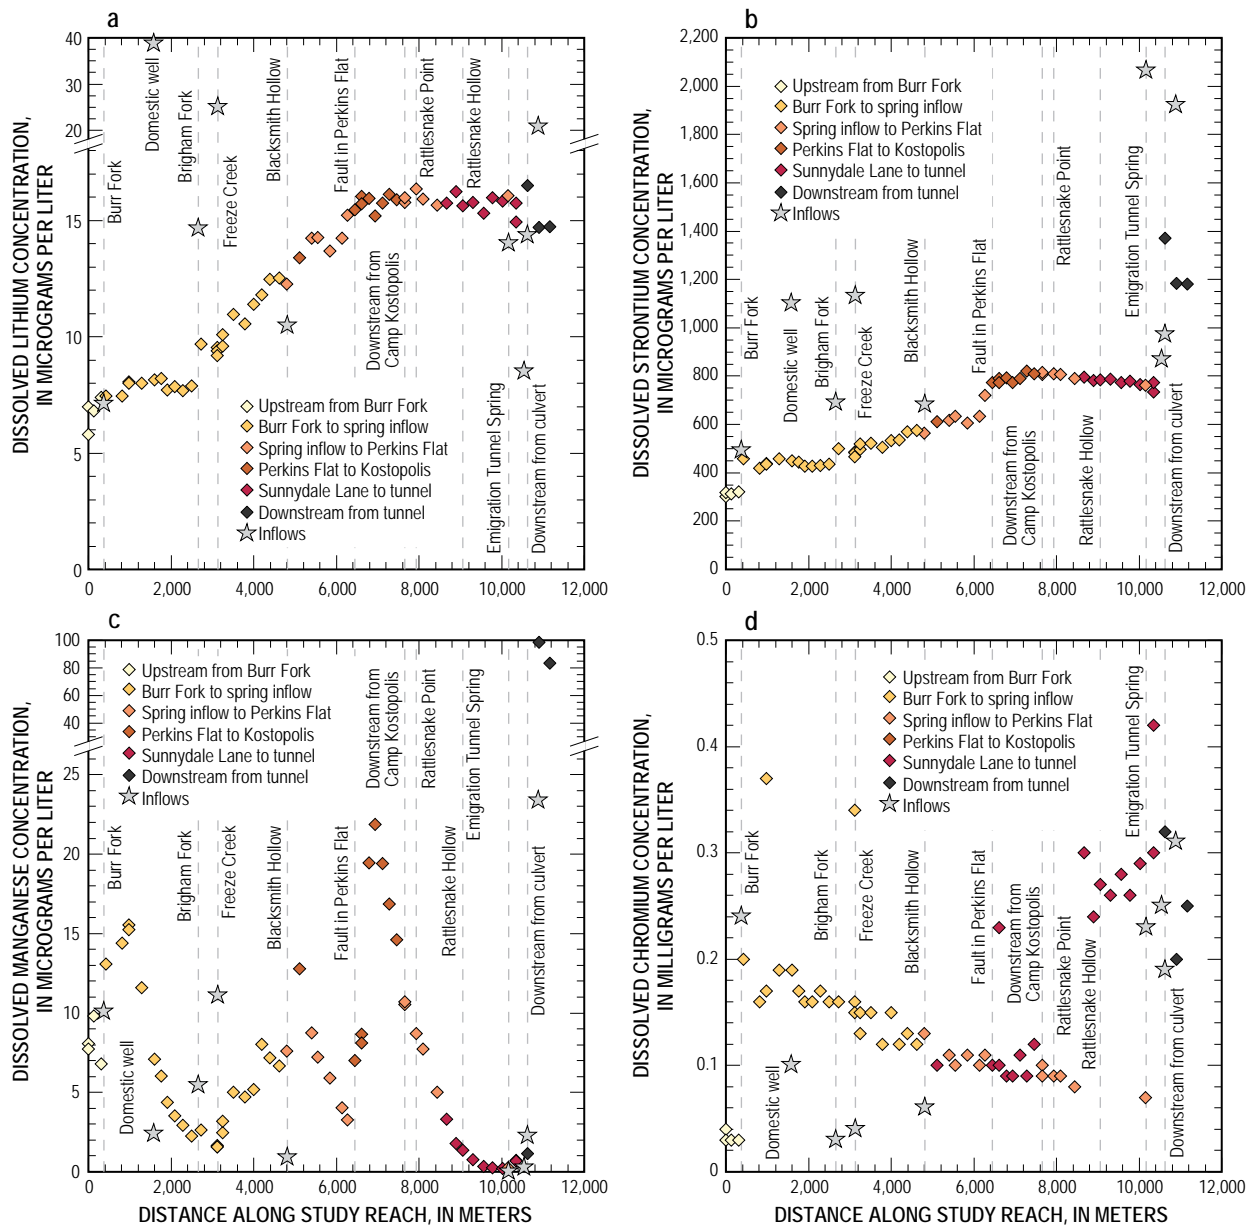 a
DISSOLVED LITHIUM CONCENTRATION,
IN MICROGRAMS PER LITER
40
30
20
15
10
5
0
Burr Fork
Domestic well
Brigham Fork
Freeze Creek
Blacksmith Hollow
Fault in Perkins Flat
Downstream from
Camp Kostopolis
Rattlesnake Point
Rattlesnake Hollow
Emigration Tunnel Spring
Downstream from culvert
Upstream from Burr Fork
Burr Fork to spring inflow
Spring inflow to Perkins Flat
Perkins Flat to Kostopolis
Sunnydale Lane to tunnel
Downstream from tunnel
Inflows
0 2,000 4,000 6,000 8,000 10,000 12,000
b
DISSOLVED STRONTIUM CONCENTRATION,
IN MICROGRAMS PER LITER
2,200
2,000
1,800
1,600
1,400
1,200
1,000
800
600
400
200
0
Upstream from Burr Fork
Burr Fork to spring inflow
Spring inflow to Perkins Flat
Perkins Flat to Kostopolis
Sunnydale Lane to tunnel
Downstream from tunnel
Inflows
Burr Fork
Domestic well
Brigham Fork
Freeze Creek
Blacksmith Hollow
Fault in Perkins Flat
Downstream from
Camp Kostopolis
Rattlesnake Point
Rattlesnake Hollow
Emigration Tunnel Spring
Downstream from culvert
0 2,000 4,000 6,000 8,000 10,000 12,000
c
DISSOLVED MANGANESE CONCENTRATION,
IN MICROGRAMS PER LITER
100
80
60
40
25
20
15
10
5
0
Upstream from Burr Fork
Burr Fork to spring inflow
Spring inflow to Perkins Flat
Perkins Flat to Kostopolis
Sunnydale Lane to tunnel
Downstream from tunnel
Inflows
Burr Fork
Domestic well
Brigham Fork
Freeze Creek
Blacksmith Hollow
Fault in Perkins Flat
Downstream from
Camp Kostopolis
Rattlesnake Point
Rattlesnake Hollow
Emigration Tunnel Spring
Downstream from culvert
0 2,000 4,000 6,000 8,000 10,000 12,000
DISTANCE ALONG STUDY REACH, IN METERS
d
DISSOLVED CHROMIUM CONCENTRATION,
IN MILLIGRAMS PER LITER
0.5
0.4
0.3
0.2
0.1
0
Upstream from Burr Fork
Burr Fork to spring inflow
Spring inflow to Perkins Flat
Perkins Flat to Kostopolis
Sunnydale Lane to tunnel
Downstream from tunnel
Inflows
Burr Fork
Domestic well
Brigham Fork
Freeze Creek
Blacksmith Hollow
Fault in Perkins Flat
Downstream from
Camp Kostopolis
Rattlesnake Point
Rattlesnake Hollow
Emigration Tunnel Spring
Downstream from culvert
0 2,000 4,000 6,000 8,000 10,000 12,000
DISTANCE ALONG STUDY REACH, IN METERS